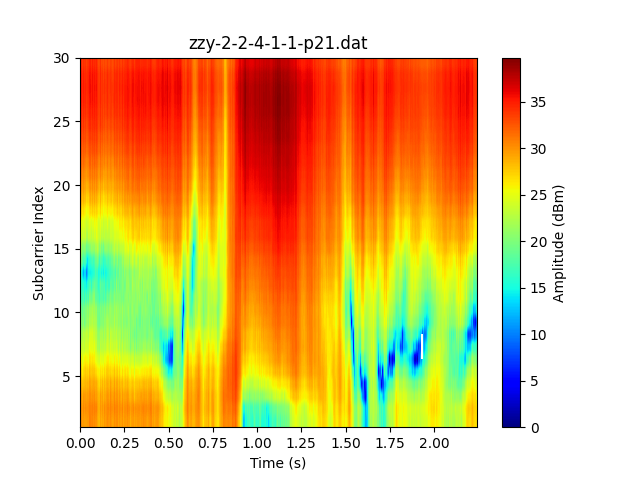 zzy-2-2-4-1-1-p21.dat
30
25
20
15
10
5
Subcarrier Index
0.00 0.25 0.50 0.75 1.00 1.25 1.50 1.75 2.00
Time (s)
35
30
25
20
15
10
5
0
Amplitude (dBm)